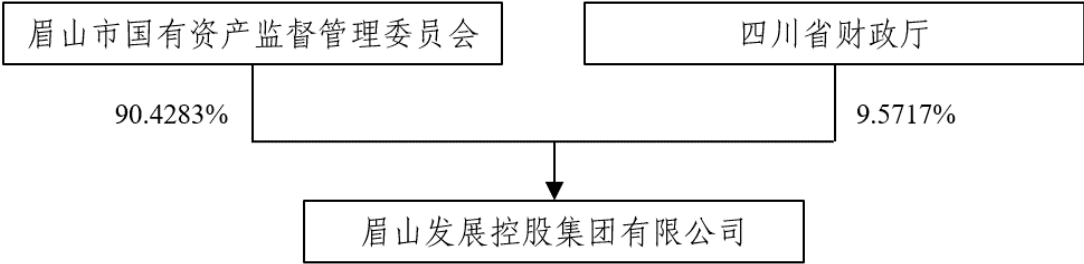 眉山市国有资产监督管理委员会
四川省财政厅
90.4283%
9.5717%
眉山发展控股集团有限公司